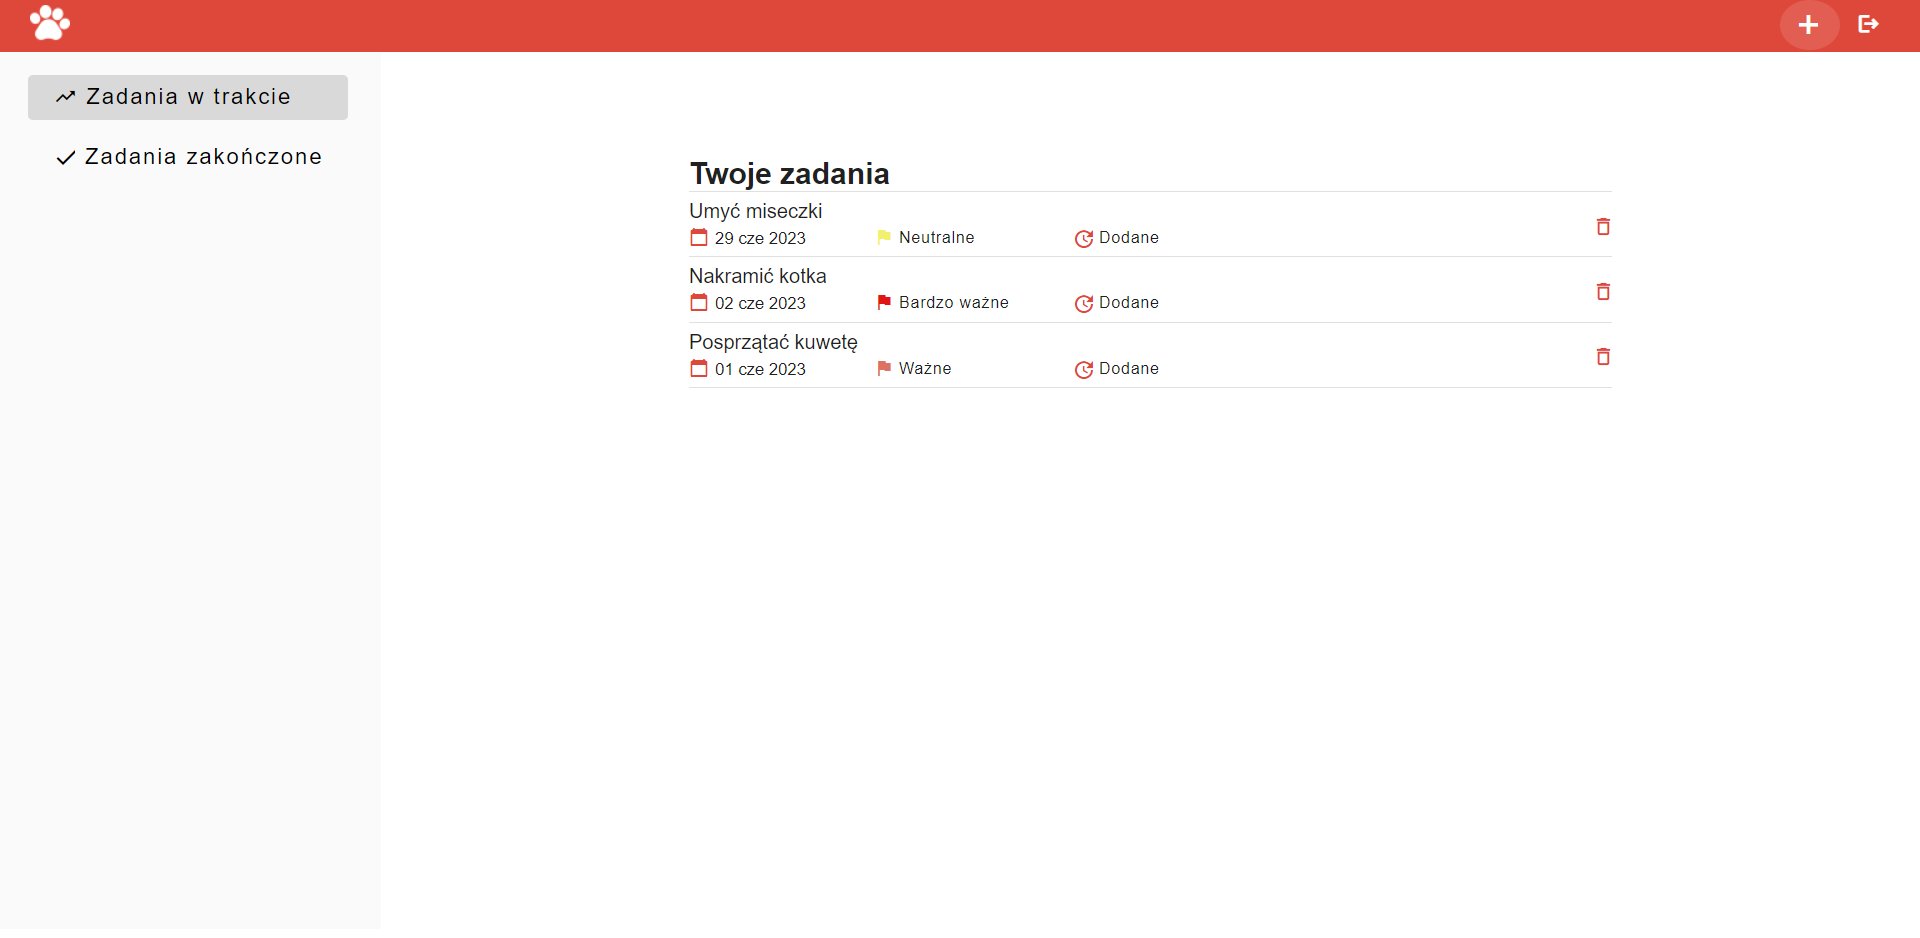 Zadania w trakcie
Zadania zakończone
Twoje zadania
Umyć miseczki
29 cze 2023 Neutralne Dodane
Nakramić kotka
02 cze 2023 Bardzo ważne Dodane
Posprzątać kuwetę
01 cze 2023 Ważne Dodane